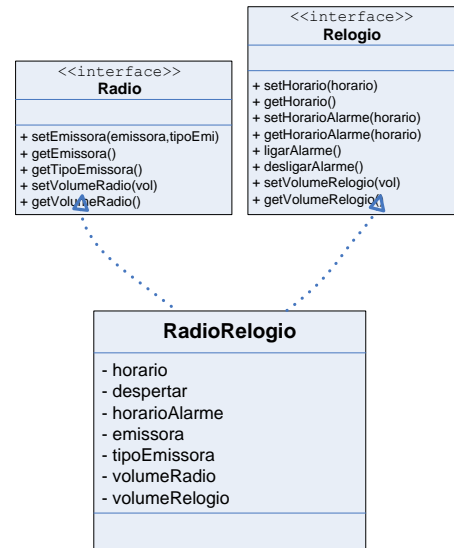 <<interface>>
Radio
+ setEmissora(emissora,tipoEmi)
+ getEmissora()
+ getTipoEmissora()
+ setVolumeRadio(vol)
+ getVolumeRadio()
<<interface>>
Relogio
+ setHorario(horario)
+ getHorario()
+ setHorarioAlarme(horario)
+ getHorarioAlarme(horario)
+ ligarAlarme()
+ desligarAlarme()
+ setVolumeRelogio(vol)
+ getVolumeRelogio()
RadioRelogio
- horario
- despertar
- horarioAlarme
- emissora
- tipoEmissora
- volumeRadio
- volumeRelogio